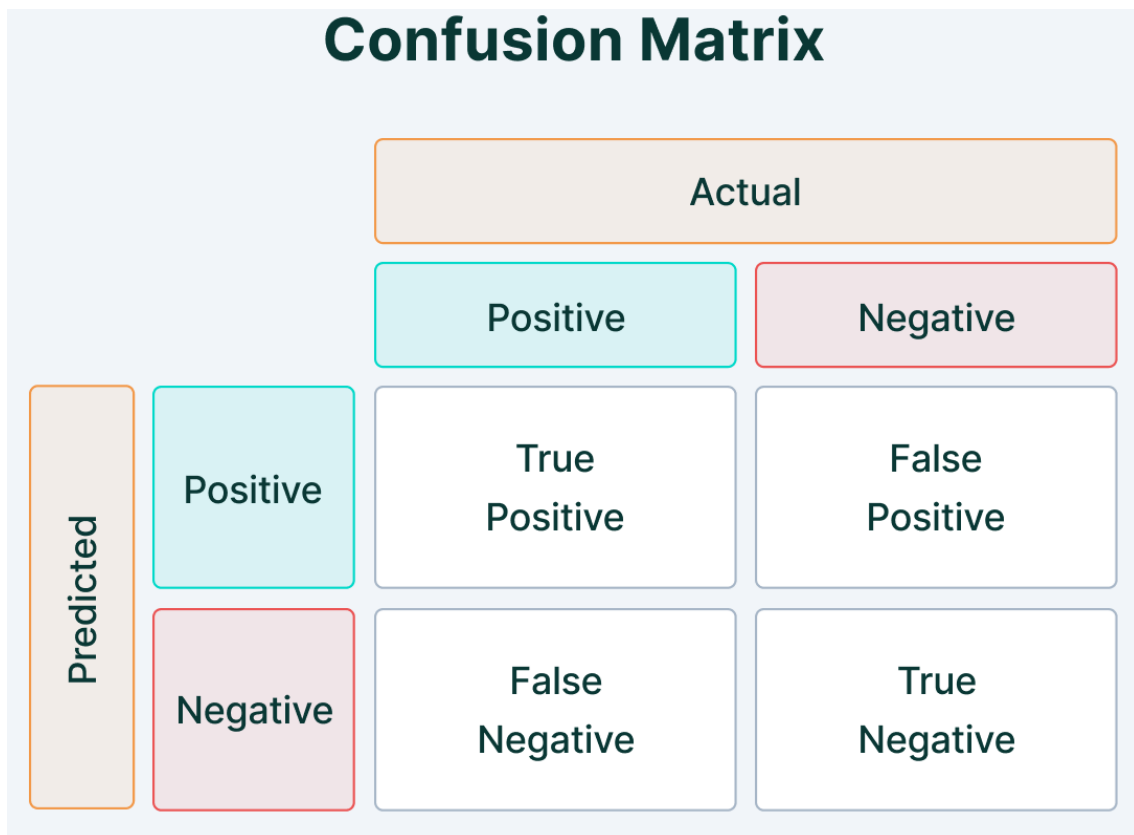 Confusion Matrix
Actual
Positive
Negative
Predicted
Positive
True
Positive
False
Positive
Negative
False
Negative
True
Negative